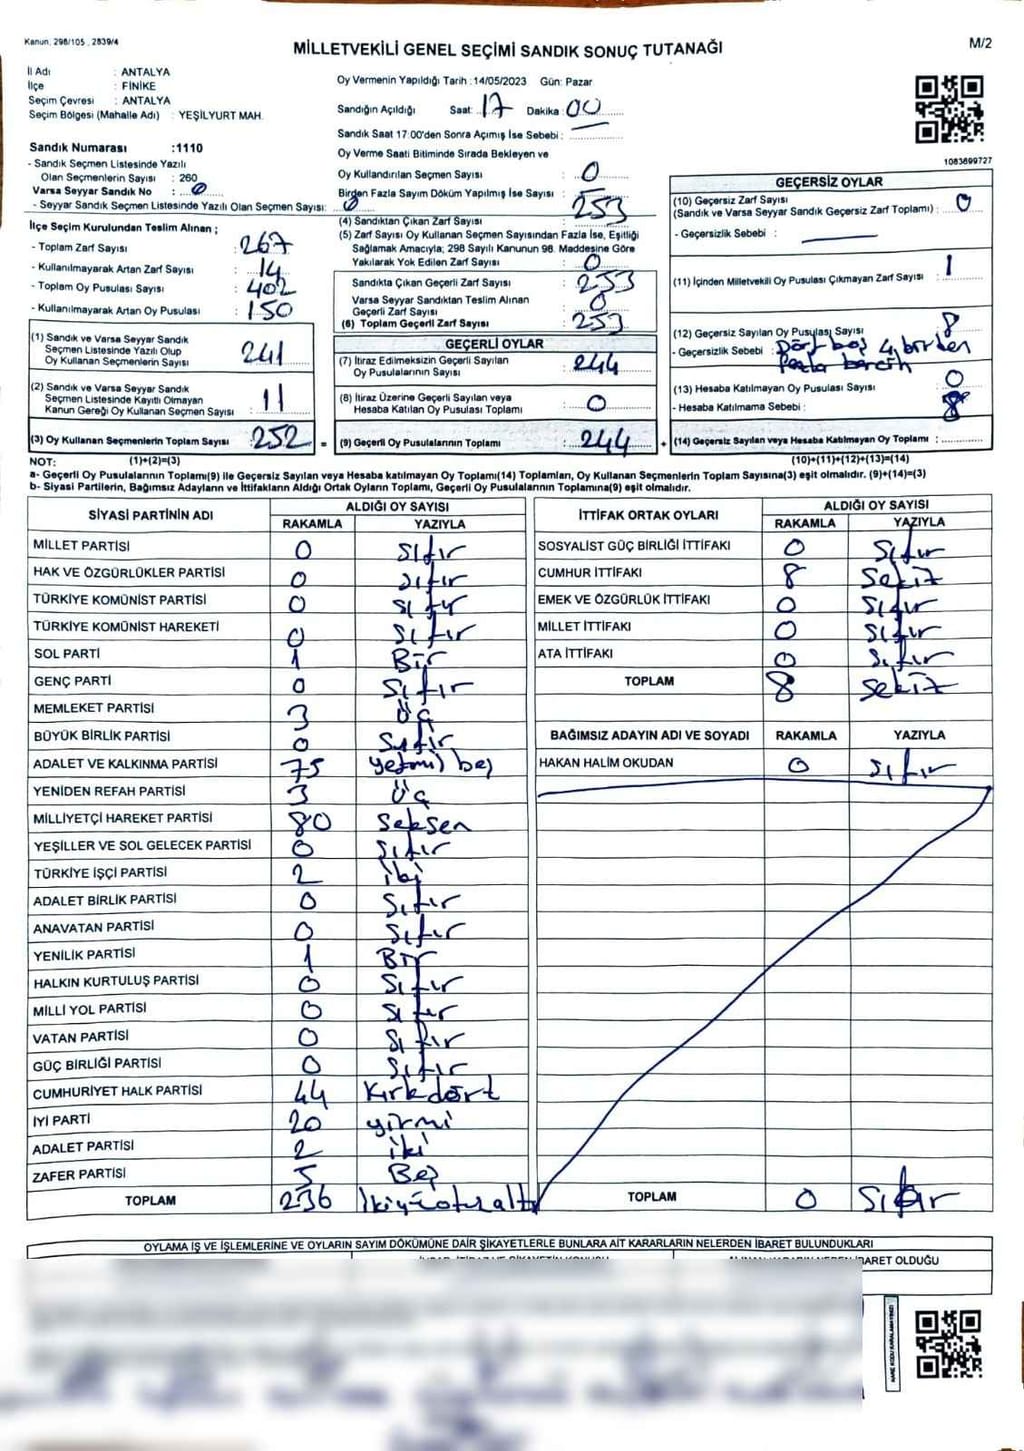 Kanun, 298/105, 2839/4
MİLLETVEKİLİ GENEL SEÇİMİ SANDIK SONUÇ TUTANAĞI
M/2
İl Adı : ANTALYA
İlçe : FİNİKE
Seçim Çevresi : ANTALYA
Seçim Bölgesi (Mahalle Adı) : YEŞİLYURT MAH.
Sandık Numarası :1110
- Sandık Seçmen Listesinde Yazılı
Olan Seçmenlerin Sayısı : 260
Varsa Seyyar Sandık No : 0
- Seyyar Sandık Seçmen Listesinde Yazılı Olan Seçmen Sayısı: 0
İlçe Seçim Kurulundan Teslim Alınan ;
- Toplam Zarf Sayısı : 267
- Kullanılmayarak Artan Zarf Sayısı : 14
- Toplam Oy Pusulası Sayısı : 402
- Kullanılmayarak Artan Oy Pusulası : 150
(1) Sandık ve Varsa Seyyar Sandık
Seçmen Listesinde Yazılı Olup
Oy Kullanan Seçmenlerin Sayısı : 241
(2) Sandık ve Varsa Seyyar Sandık
Seçmen Listesinde Kayıtlı Olmayan
Kanun Gereği Oy Kullanan Seçmen Sayısı : 11
(3) Oy Kullanan Seçmenlerin Toplam Sayısı : 252 =
Oy Vermenin Yapıldığı Tarih : 14/05/2023 Gün: Pazar
Sandığın Açıldığı Saat: 17 Dakika : 00
Sandık Saat 17:00'den Sonra Açımış İse Sebebi :
Oy Verme Saati Bitiminde Sırada Bekleyen ve
Oy Kullandırılan Seçmen Sayısı : 0
Birden Fazla Sayım Döküm Yapılmış İse Sayısı :
(4) Sandıktan Çıkan Zarf Sayısı : 253
(5) Zarf Sayısı Oy Kullanan Seçmen Sayısından Fazla İse, Eşitliği
Sağlamak Amacıyla; 298 Sayılı Kanunun 98. Maddesine Göre
Yakılarak Yok Edilen Zarf Sayısı : 0
Sandıkta Çıkan Geçerli Zarf Sayısı : 253
Varsa Seyyar Sandıktan Teslim Alınan
Geçerli Zarf Sayısı : 0
(6) Toplam Geçerli Zarf Sayısı : 253
GEÇERLİ OYLAR
(7) İtiraz Edilmeksizin Geçerli Sayılan
Oy Pusulalarının Sayısı : 244
(8) İtiraz Üzerine Geçerli Sayılan veya
Hesaba Katılan Oy Pusulası Toplamı : 0
(9) Geçerli Oy Pusulalarının Toplamı : 244 +
1083699727
GEÇERSİZ OYLAR
(10) Geçersiz Zarf Sayısı
(Sandık ve Varsa Seyyar Sandık Geçersiz Zarf Toplamı) : 0
- Geçersizlik Sebebi :
(11) İçinden Milletvekili Oy Pusulası Çıkmayan Zarf Sayısı : 1
(12) Geçersiz Sayılan Oy Pusulası Sayısı : 8
- Geçersizlik Sebebi : Dört boş 4 birden
fazla
(13) Hesaba Katılmayan Oy Pusulası Sayısı : 0
- Hesaba Katılmama Sebebi : 8
(14) Geçersiz Sayılan veya Hesaba Katılmayan Oy Toplamı :
NOT: (1)+(2)=(3) (10)+(11)+(12)+(13)=(14)
a- Geçerli Oy Pusulalarının Toplamı(9) ile Geçersiz Sayılan veya Hesaba katılmayan Oy Toplamı(14) Toplamları, Oy Kullanan Seçmenlerin Toplam Sayısına(3) eşit olmalıdır. (9)+(14)=(3)
b- Siyasi Partilerin, Bağımsız Adayların ve İttifakların Aldığı Ortak Oyların Toplamı, Geçerli Oy Pusulalarının Toplamına(9) eşit olmalıdır.
SİYASİ PARTİNİN ADI ALDIĞI OY SAYISI
RAKAMLA YAZIYLA
MİLLET PARTİSİ 0 Sıfır
HAK VE ÖZGÜRLÜKLER PARTİSİ 0 Sıfır
TÜRKİYE KOMÜNİST PARTİSİ 0 Sıfır
TÜRKİYE KOMÜNİST HAREKETİ 0 Sıfır
SOL PARTİ 1 Bir
GENÇ PARTİ 0 Sıfır
MEMLEKET PARTİSİ 3 Üç
BÜYÜK BİRLİK PARTİSİ 0 Sıfır
ADALET VE KALKINMA PARTİSİ 75 yetmiş beş
YENİDEN REFAH PARTİSİ 3 Üç
MİLLİYETÇİ HAREKET PARTİSİ 80 Seksen
YEŞİLLER VE SOL GELECEK PARTİSİ 0 Sıfır
TÜRKİYE İŞÇİ PARTİSİ 2 iki
ADALET BİRLİK PARTİSİ 0 Sıfır
ANAVATAN PARTİSİ 0 Sıfır
YENİLİK PARTİSİ 1 Bir
HALKIN KURTULUŞ PARTİSİ 0 Sıfır
MİLLİ YOL PARTİSİ 0 Sıfır
VATAN PARTİSİ 0 Sıfır
GÜÇ BİRLİĞİ PARTİSİ 0 Sıfır
CUMHURİYET HALK PARTİSİ 44 Kırkdört
İYİ PARTİ 20 yirmi
ADALET PARTİSİ 2 iki
ZAFER PARTİSİ 5 Beş
TOPLAM 236 İkiyüzotuzaltı
İTTİFAK ORTAK OYLARI ALDIĞI OY SAYISI
RAKAMLA YAZIYLA
SOSYALİST GÜÇ BİRLİĞİ İTTİFAKI 0 Sıfır
CUMHUR İTTİFAKI 8 Sekiz
EMEK VE ÖZGÜRLÜK İTTİFAKI 0 Sıfır
MİLLET İTTİFAKI 0 Sıfır
ATA İTTİFAKI 0 Sıfır
TOPLAM 8 Sekiz
BAĞIMSIZ ADAYIN ADI VE SOYADI RAKAMLA YAZIYLA
HAKAN HALİM OKUDAN 0 Sıfır
TOPLAM 0 Sıfır
OYLAMA İŞ VE İŞLEMLERİNE VE OYLARIN SAYIM DÖKÜMÜNE DAİR ŞİKAYETLERLE BUNLARA AİT KARARLARIN NELERDEN İBARET BULUNDUKLARI
OLDUĞU